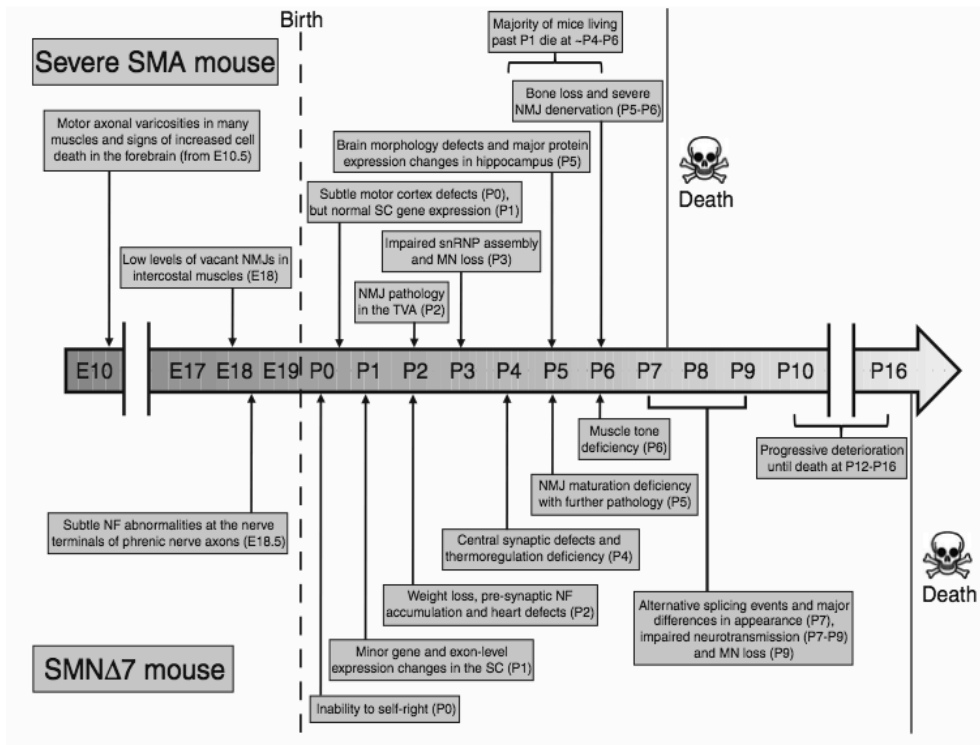 Birth
Severe SMA mouse
Majority of mice living
past P1 die at ~P4-P6
Bone loss and severe
NMJ denervation (P5-P6)
Motor axonal varicosities in many
muscles and signs of increased cell
death in the forebrain (from E10.5)
Brain morphology defects and major protein
expression changes in hippocampus (P5)
Death
Subtle motor cortex defects (P0),
but normal SC gene expression (P1)
Low levels of vacant NMJs in
intercostal muscles (E18)
Impaired snRNP assembly
and MN loss (P3)
NMJ pathology
in the TVA (P2)
E10 E17 E18 E19 P0 P1 P2 P3 P4 P5 P6 P7 P8 P9 P10 P16
Muscle tone
deficiency (P6)
Progressive deterioration
until death at P12-P16
NMJ maturation deficiency
with further pathology (P5)
Subtle NF abnormalities at the nerve
terminals of phrenic nerve axons (E18.5)
Central synaptic defects and
thermoregulation deficiency (P4)
Death
Weight loss, pre-synaptic NF
accumulation and heart defects (P2)
Alternative splicing events and major
differences in appearance (P7),
impaired neurotransmission (P7-P9)
and MN loss (P9)
Minor gene and exon-level
expression changes in the SC (P1)
SMNΔ7 mouse
Inability to self-right (P0)